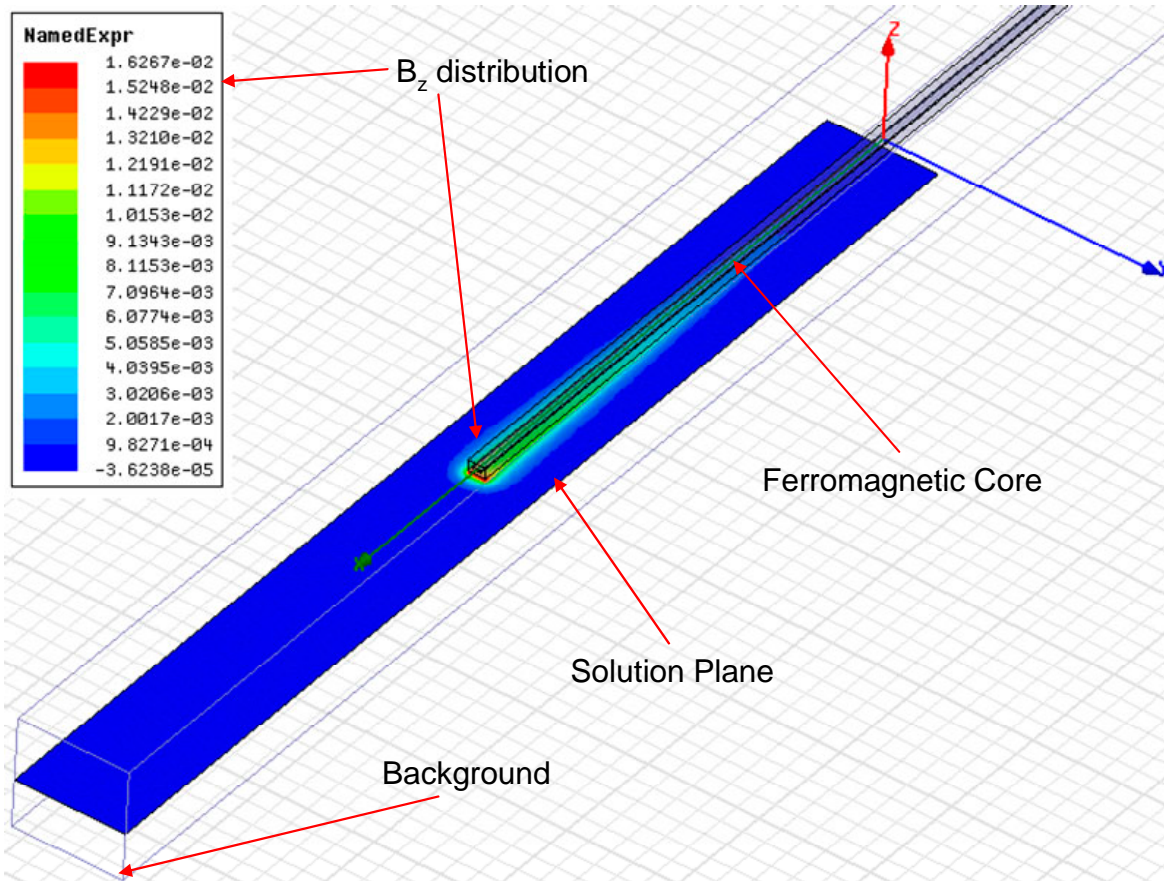 NamedExpr
1.6267e-02
1.5248e-02
1.4229e-02
1.3210e-02
1.2191e-02
1.1172e-02
1.0153e-02
9.1343e-03
8.1153e-03
7.0964e-03
6.0774e-03
5.0585e-03
4.0395e-03
3.0206e-03
2.0017e-03
9.8271e-04
-3.6238e-05
Bz distribution
Z
Ferromagnetic Core
Solution Plane
Background